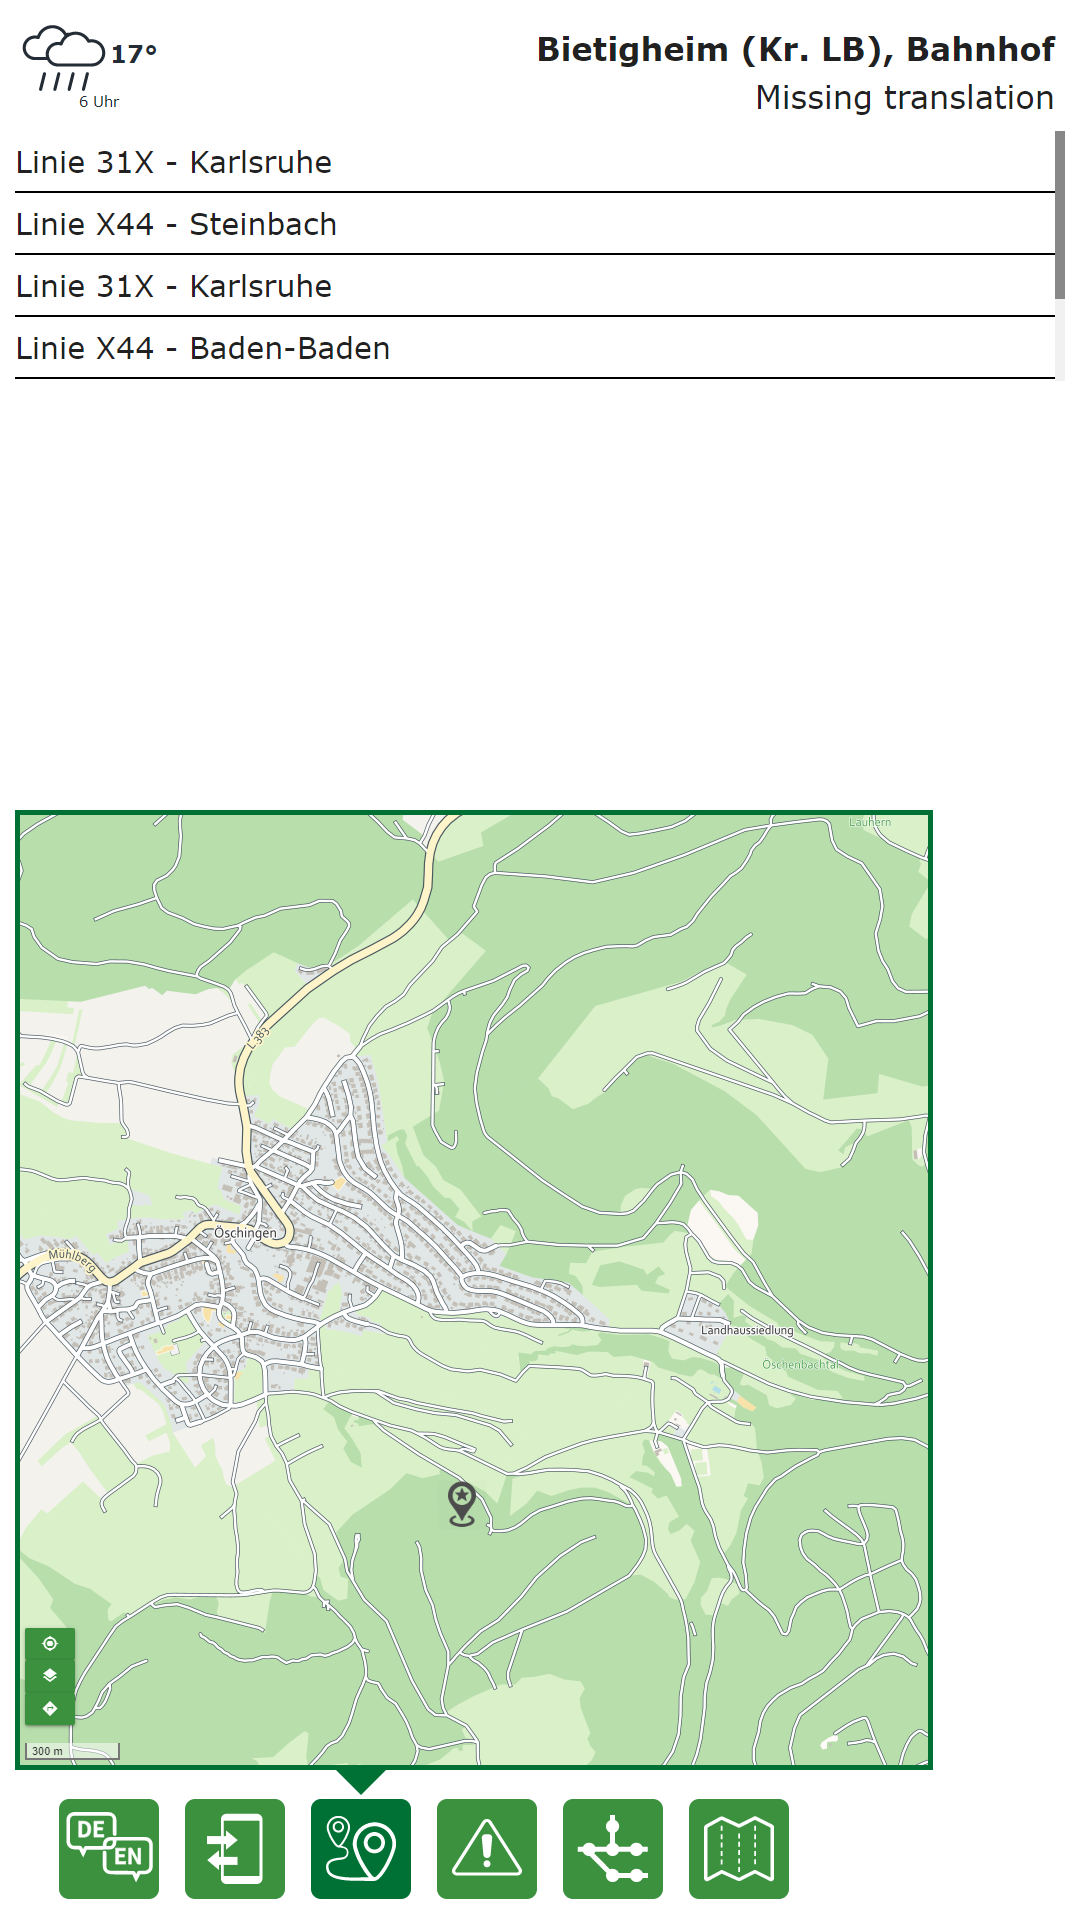 17°
6 Uhr
Bietigheim (Kr. LB), Bahnhof
Missing translation
Linie 31X - Karlsruhe
Linie X44 - Steinbach
Linie 31X - Karlsruhe
Linie X44 - Baden-Baden
Lauhern
L 383
Öschingen
Mühlberg
Landhaussiedlung
Öschenbachtal
300 m
DE
EN